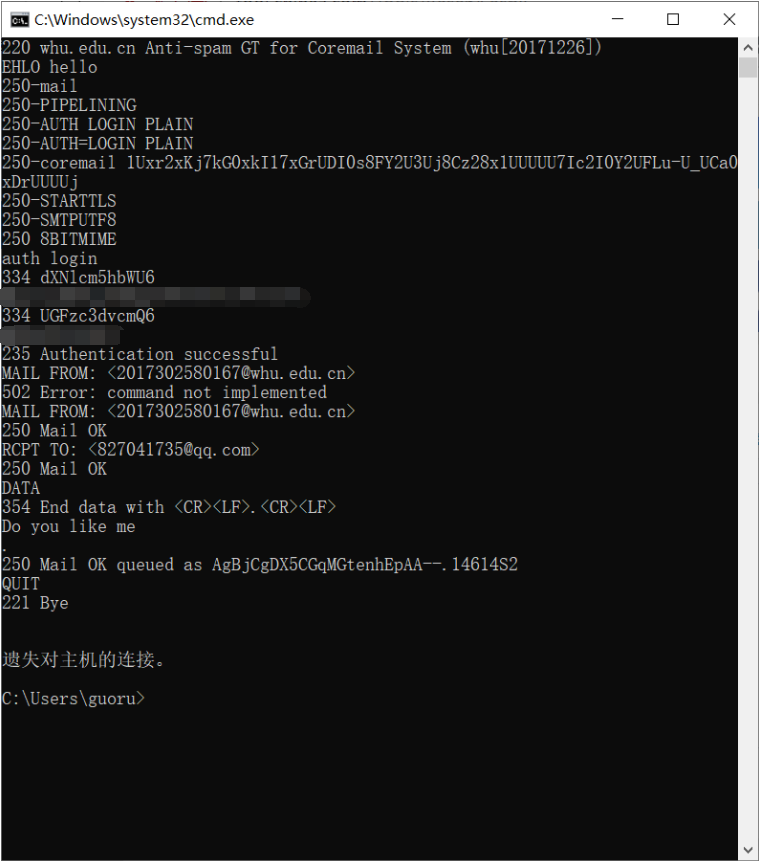 C:\Windows\system32\cmd.exe
220 whu.edu.cn Anti-spam GT for Coremail System (whu[20171226])
EHLO hello
250-mail
250-PIPELINING
250-AUTH LOGIN PLAIN
250-AUTH=LOGIN PLAIN
250-coremail 1Uxr2xKj7kG0xkI17xGrUDI0s8FY2U3Uj8Cz28x1UUUUU7Ic2I0Y2UFLu-U_UCa0
xDrUUUUj
250-STARTTLS
250-SMTPUTF8
250 8BITMIME
auth login
334 dXNlcm5hbWU6
334 UGFzc3dvcmQ6
235 Authentication successful
MAIL FROM: <2017302580167@whu.edu.cn>
502 Error: command not implemented
MAIL FROM: <2017302580167@whu.edu.cn>
250 Mail OK
RCPT TO: <827041735@qq.com>
250 Mail OK
DATA
354 End data with <CR><LF>.<CR><LF>
Do you like me
.
250 Mail OK queued as AgBjCgDX5CGqMGtenhEpAA--.14614S2
QUIT
221 Bye
遗失对主机的连接。
C:\Users\guoru>